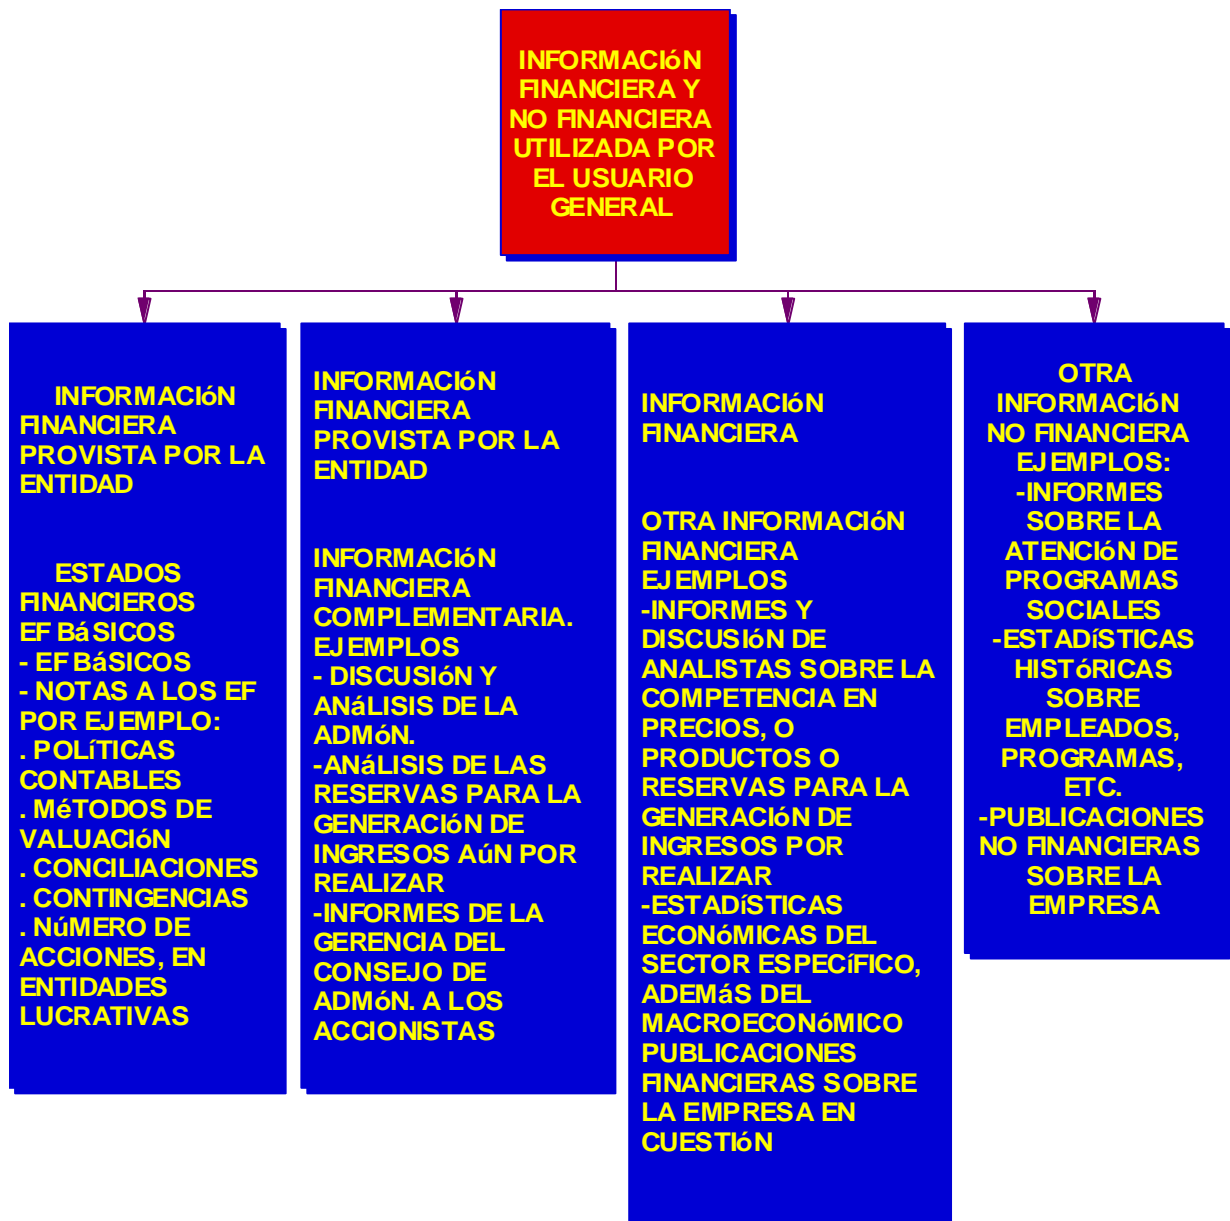 INFORMACIóN
FINANCIERA Y
NO FINANCIERA
UTILIZADA POR
EL USUARIO
GENERAL
INFORMACIóN
FINANCIERA
PROVISTA POR LA
ENTIDAD
ESTADOS
FINANCIEROS
EF BáSICOS
- EF BáSICOS
- NOTAS A LOS EF
POR EJEMPLO:
. POLíTICAS
CONTABLES
. MéTODOS DE
VALUACIóN
. CONCILIACIONES
. CONTINGENCIAS
. NúMERO DE
ACCIONES, EN
ENTIDADES
LUCRATIVAS
INFORMACIóN
FINANCIERA
PROVISTA POR LA
ENTIDAD
INFORMACIóN
FINANCIERA
COMPLEMENTARIA.
EJEMPLOS
- DISCUSIóN Y
ANáLISIS DE LA
ADMóN.
-ANáLISIS DE LAS
RESERVAS PARA LA
GENERACIóN DE
INGRESOS AúN POR
REALIZAR
-INFORMES DE LA
GERENCIA DEL
CONSEJO DE
ADMóN. A LOS
ACCIONISTAS
INFORMACIóN
FINANCIERA
OTRA INFORMACIóN
FINANCIERA
EJEMPLOS
-INFORMES Y
DISCUSIóN DE
ANALISTAS SOBRE LA
COMPETENCIA EN
PRECIOS, O
PRODUCTOS O
RESERVAS PARA LA
GENERACIóN DE
INGRESOS POR
REALIZAR
-ESTADíSTICAS
ECONóMICAS DEL
SECTOR ESPECíFICO,
ADEMáS DEL
MACROECONóMICO
PUBLICACIONES
FINANCIERAS SOBRE
LA EMPRESA EN
CUESTIóN
OTRA
INFORMACIóN
NO FINANCIERA
EJEMPLOS:
-INFORMES
SOBRE LA
ATENCIóN DE
PROGRAMAS
SOCIALES
-ESTADíSTICAS
HISTóRICAS
SOBRE
EMPLEADOS,
PROGRAMAS,
ETC.
-PUBLICACIONES
NO FINANCIERAS
SOBRE LA
EMPRESA